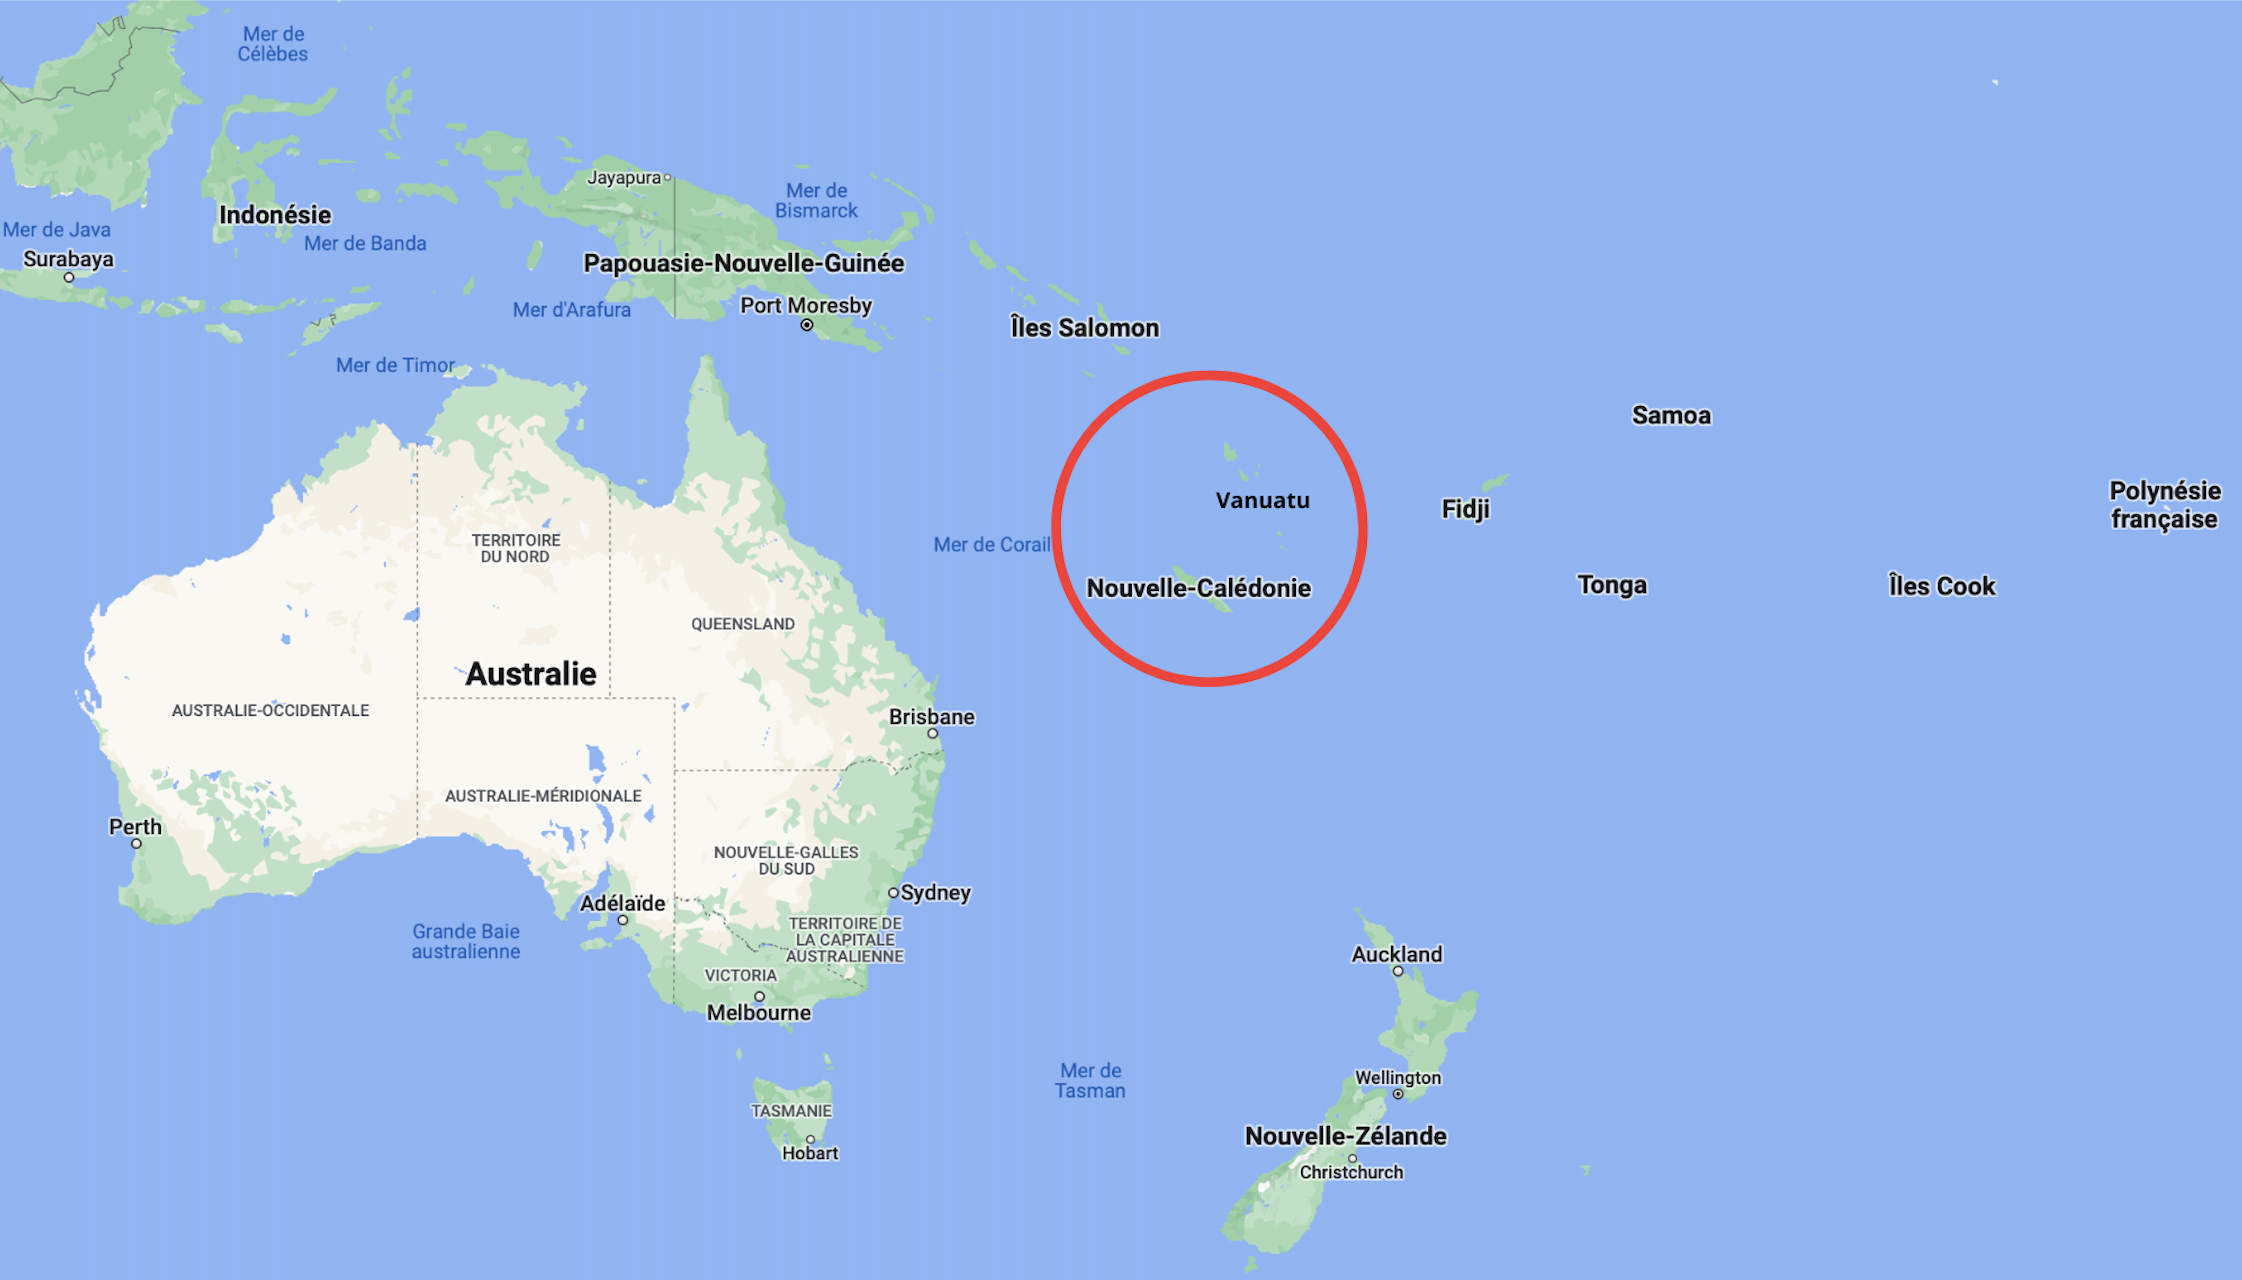 Mer de
Célèbes
Jayapura
Mer de
Bismarck
Indonésie
Mer de Java
Mer de Banda
Surabaya
Papouasie-Nouvelle-Guinée
Mer d'Arafura
Port Moresby
Îles Salomon
Mer de Timor
Samoa
Vanuatu
Fidji
Polynésie
française
TERRITOIRE
DU NORD
Mer de Corail
Nouvelle-Calédonie
Tonga
Îles Cook
QUEENSLAND
Australie
AUSTRALIE-OCCIDENTALE
Brisbane
AUSTRALIE-MÉRIDIONALE
Perth
NOUVELLE-GALLES
DU SUD
Adélaïde
Sydney
Grande Baie
australienne
TERRITOIRE DE
LA CAPITALE
AUSTRALIENNE
VICTORIA
Melbourne
Auckland
Mer de
Tasman
Wellington
TASMANIE
Hobart
Nouvelle-Zélande
Christchurch